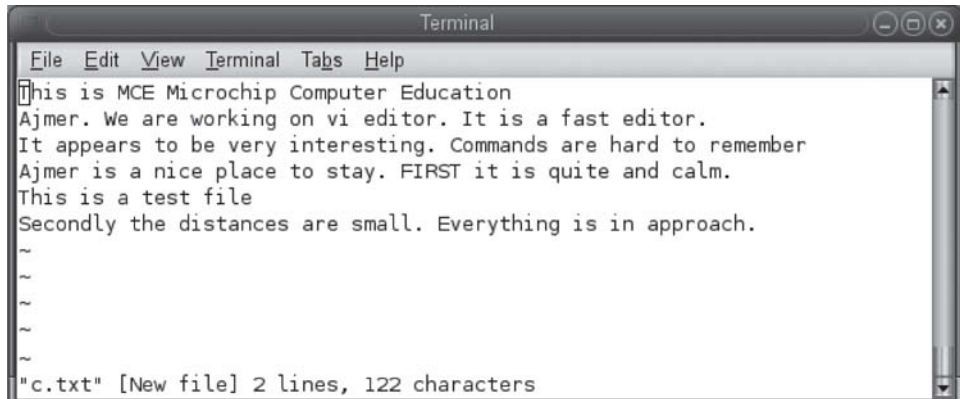 Terminal
File Edit View Terminal Tabs Help
This is MCE Microchip Computer Education
Ajmer. We are working on vi editor. It is a fast editor.
It appears to be very interesting. Commands are hard to remember
Ajmer is a nice place to stay. FIRST it is quite and calm.
This is a test file
Secondly the distances are small. Everything is in approach.
~
~
~
~
~
"c.txt" [New file] 2 lines, 122 characters